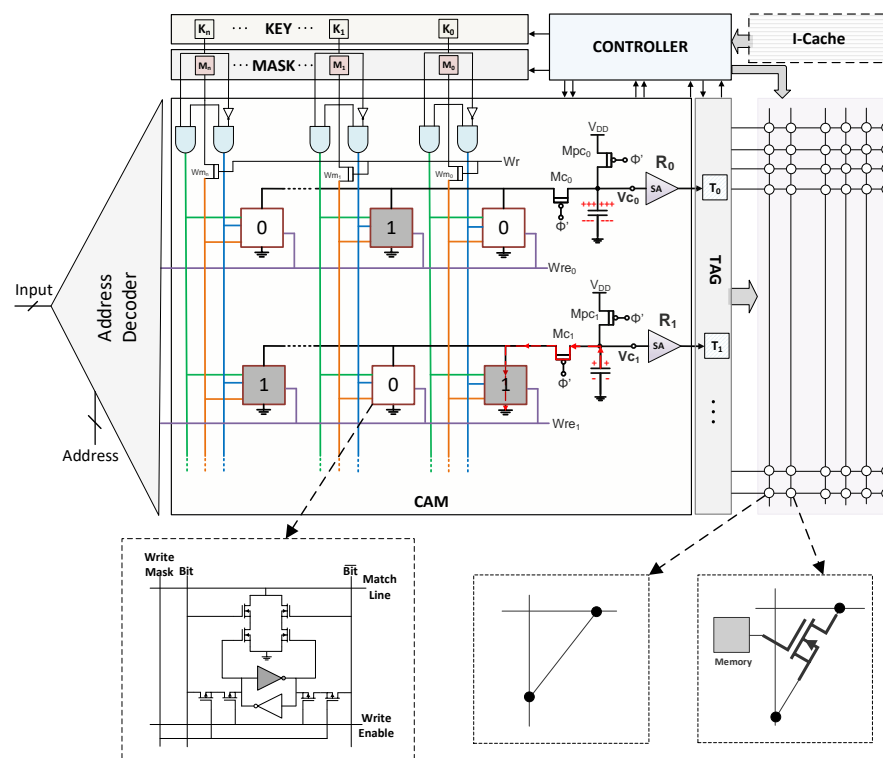 Kn ··· KEY K1 ··· K0
CONTROLLER
I-Cache
Mn ··· MASK M1 ··· M0
Wr
Wmn
Wm1
Wm0
VDD
Mpc0
Φ'
R0
Mc0
Φ'
Vc0
SA
T0
++++ ++++
--- ---
0
1
0
Wre0
Input
Address
Decoder
TAG
VDD
Mpc1
Φ'
R1
Mc1
Φ'
Vc1
SA
T1
+ +
- -
1
0
1
Wre1
Address
CAM
Write
Mask
Bit
Bit
Match
Line
Write
Enable
Memory